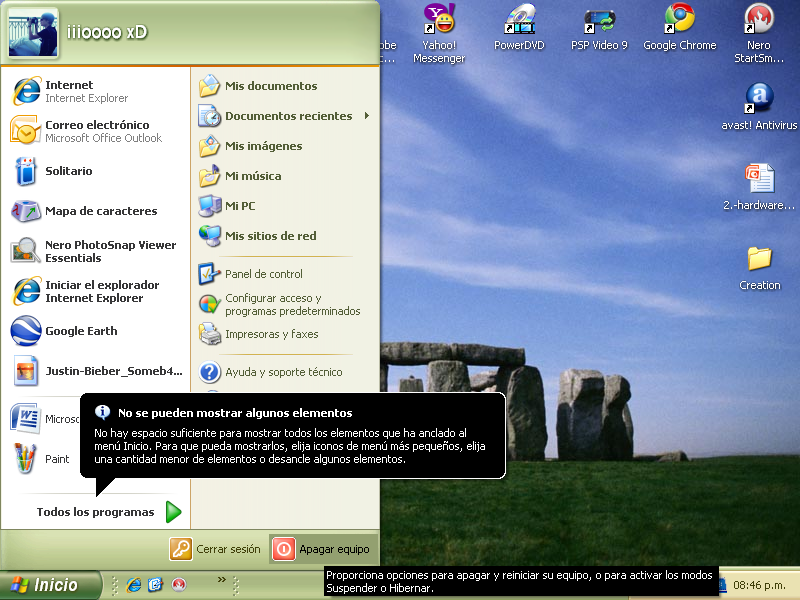 iiioooo xD
Internet
Internet Explorer
Correo electrónico
Microsoft Office Outlook
Solitario
Mapa de caracteres
Nero PhotoSnap Viewer
Essentials
Iniciar el explorador
Internet Explorer
Google Earth
Justin-Bieber_Someb4...
Paint
Todos los programas
Mis documentos
Documentos recientes
Mis imágenes
Mi música
Mi PC
Mis sitios de red
Panel de control
Configurar acceso y
programas predeterminados
Impresoras y faxes
Ayuda y soporte técnico
No se pueden mostrar algunos elementos
No hay espacio suficiente para mostrar todos los elementos que ha anclado al
menú Inicio. Para que pueda mostrarlos, elija iconos de menú más pequeños, elija
una cantidad menor de elementos o desancle algunos elementos.
Cerrar sesión
Apagar equipo
Yahoo!
Messenger
PowerDVD
PSP Video 9
Google Chrome
Nero
StartSm...
avast! Antivirus
2.-hardware...
Creation
Inicio
Proporciona opciones para apagar y reiniciar su equipo, o para activar los modos
Suspender o Hibernar.
08:46 p.m.